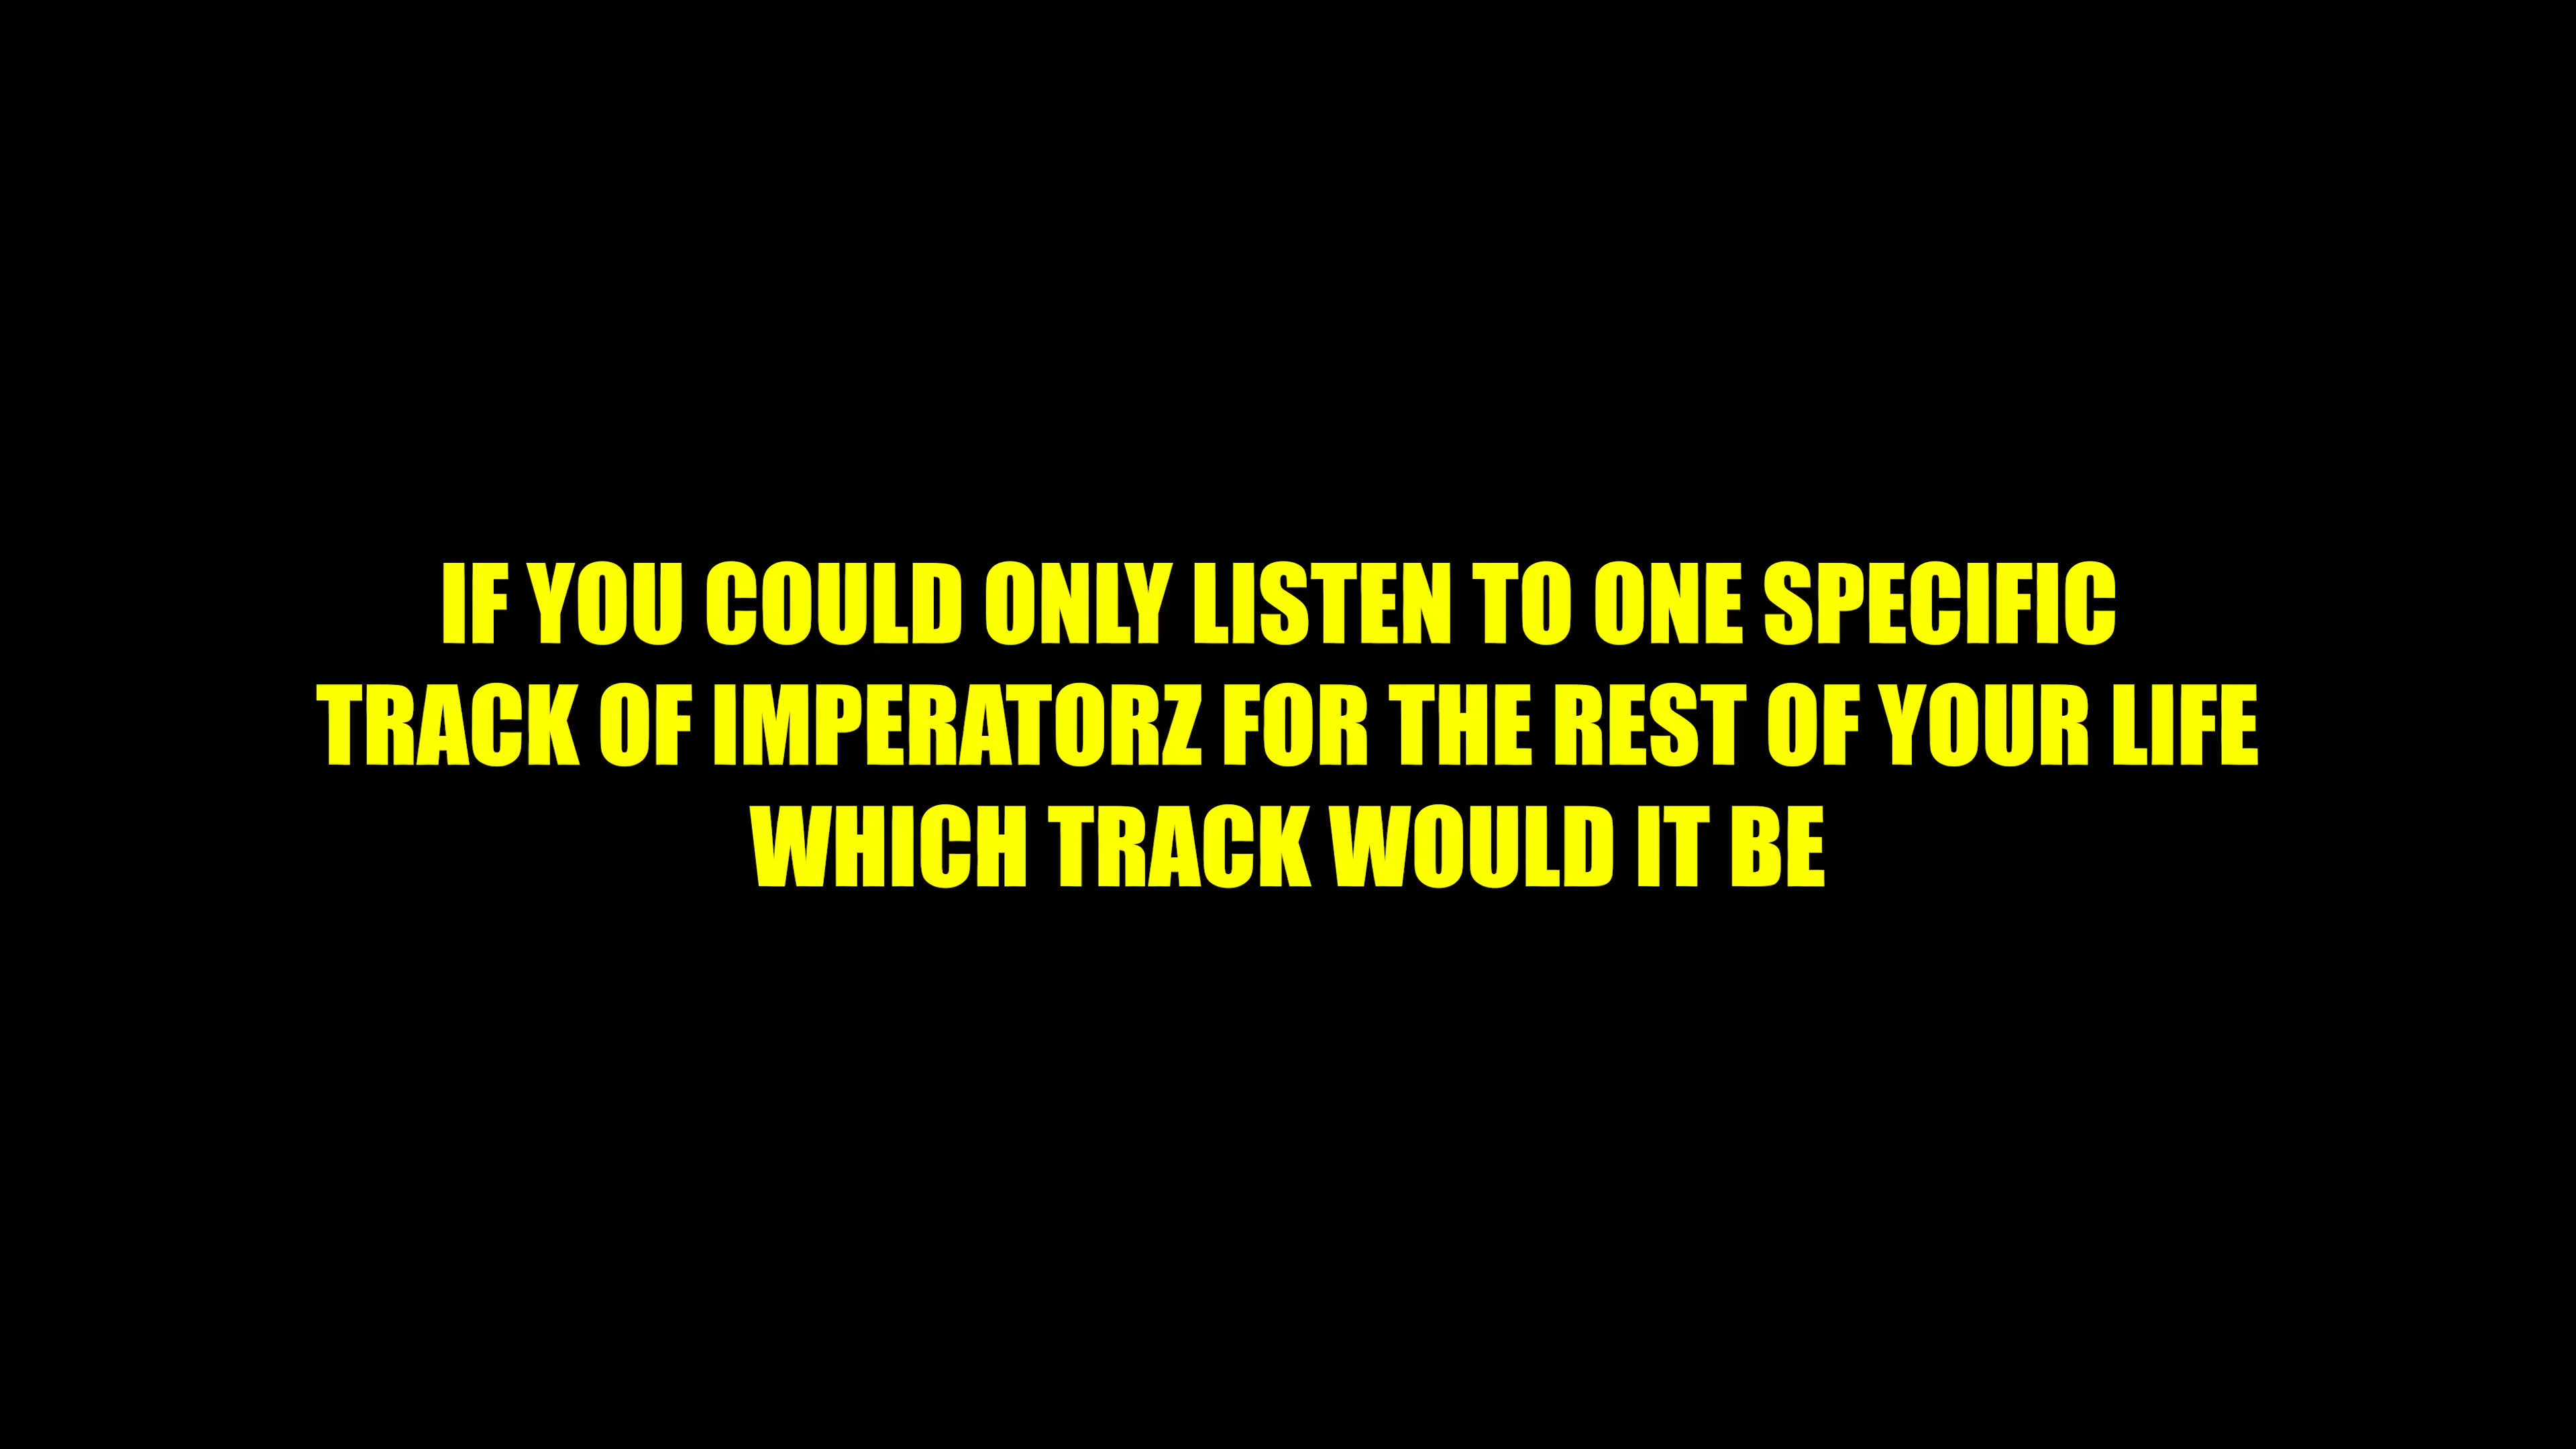 IF YOU COULD ONLY LISTEN TO ONE SPECIFIC
TRACK OF IMPERATORZ FOR THE REST OF YOUR LIFE
WHICH TRACK WOULD IT BE